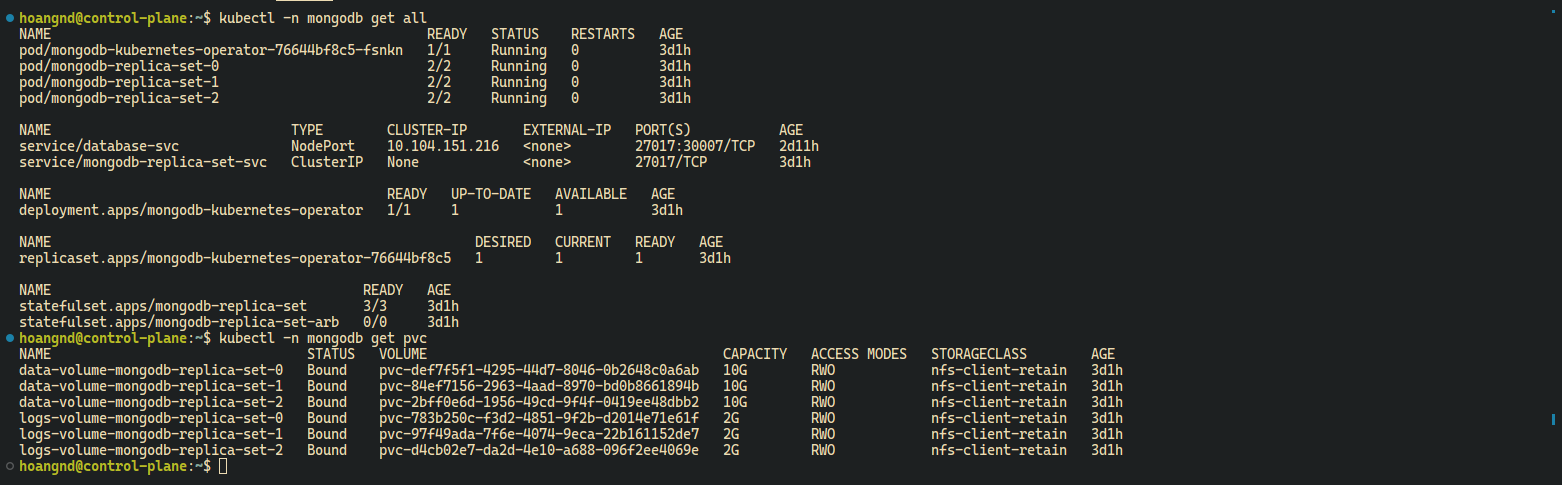 hoangnd@control-plane:~$ kubectl -n mongodb get all
NAME READY STATUS RESTARTS AGE
pod/mongodb-kubernetes-operator-76644bf8c5-fsnkn 1/1 Running 0 3d1h
pod/mongodb-replica-set-0 2/2 Running 0 3d1h
pod/mongodb-replica-set-1 2/2 Running 0 3d1h
pod/mongodb-replica-set-2 2/2 Running 0 3d1h
NAME TYPE CLUSTER-IP EXTERNAL-IP PORT(S) AGE
service/database-svc NodePort 10.104.151.216 <none> 27017:30007/TCP 2d11h
service/mongodb-replica-set-svc ClusterIP None <none> 27017/TCP 3d1h
NAME READY UP-TO-DATE AVAILABLE AGE
deployment.apps/mongodb-kubernetes-operator 1/1 1 1 3d1h
NAME DESIRED CURRENT READY AGE
replicaset.apps/mongodb-kubernetes-operator-76644bf8c5 1 1 1 3d1h
NAME READY AGE
statefulset.apps/mongodb-replica-set 3/3 3d1h
statefulset.apps/mongodb-replica-set-arb 0/0 3d1h
hoangnd@control-plane:~$ kubectl -n mongodb get pvc
NAME STATUS VOLUME CAPACITY ACCESS MODES STORAGECLASS AGE
data-volume-mongodb-replica-set-0 Bound pvc-def7f5f1-4295-44d7-8046-0b2648c0a6ab 10G RWO nfs-client-retain 3d1h
data-volume-mongodb-replica-set-1 Bound pvc-84ef7156-2963-4aad-8970-bd0b8661894b 10G RWO nfs-client-retain 3d1h
data-volume-mongodb-replica-set-2 Bound pvc-2bff0e6d-1956-49cd-9f4f-0419ee48dbb2 10G RWO nfs-client-retain 3d1h
logs-volume-mongodb-replica-set-0 Bound pvc-783b250c-f3d2-4851-9f2b-d2014e71e61f 2G RWO nfs-client-retain 3d1h
logs-volume-mongodb-replica-set-1 Bound pvc-97f49ada-7f6e-4074-9eca-22b161152de7 2G RWO nfs-client-retain 3d1h
logs-volume-mongodb-replica-set-2 Bound pvc-d4cb02e7-da2d-4e10-a688-096f2ee4069e 2G RWO nfs-client-retain 3d1h
hoangnd@control-plane:~$